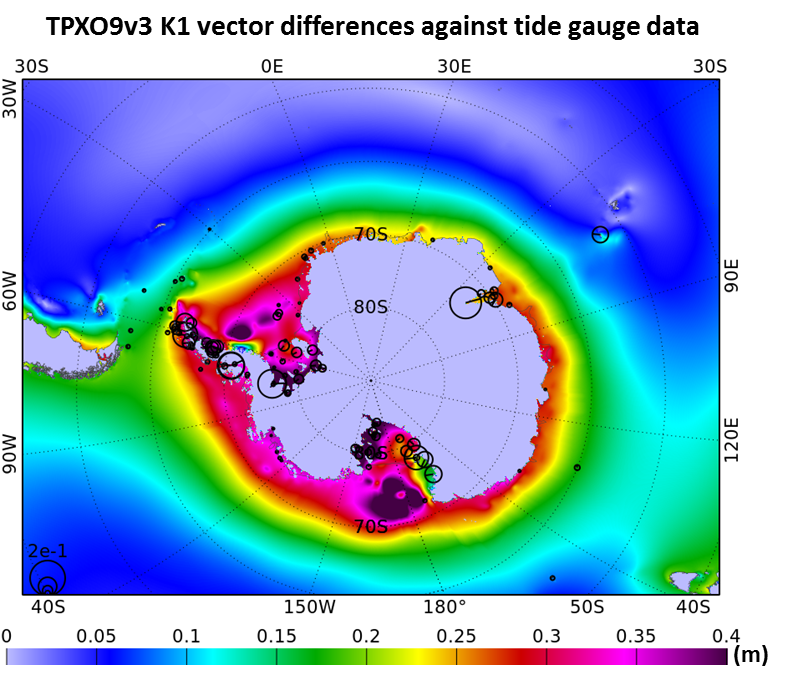 TPXO9v3 K1 vector differences against tide gauge data
30S 0E 30E 30S
30W
70S
90E
60W
80S
120E
90W
80S
70S
2e-1
40S 150W 180° 50S 40S
0 0.05 0.1 0.15 0.2 0.25 0.3 0.35 0.4 (m)